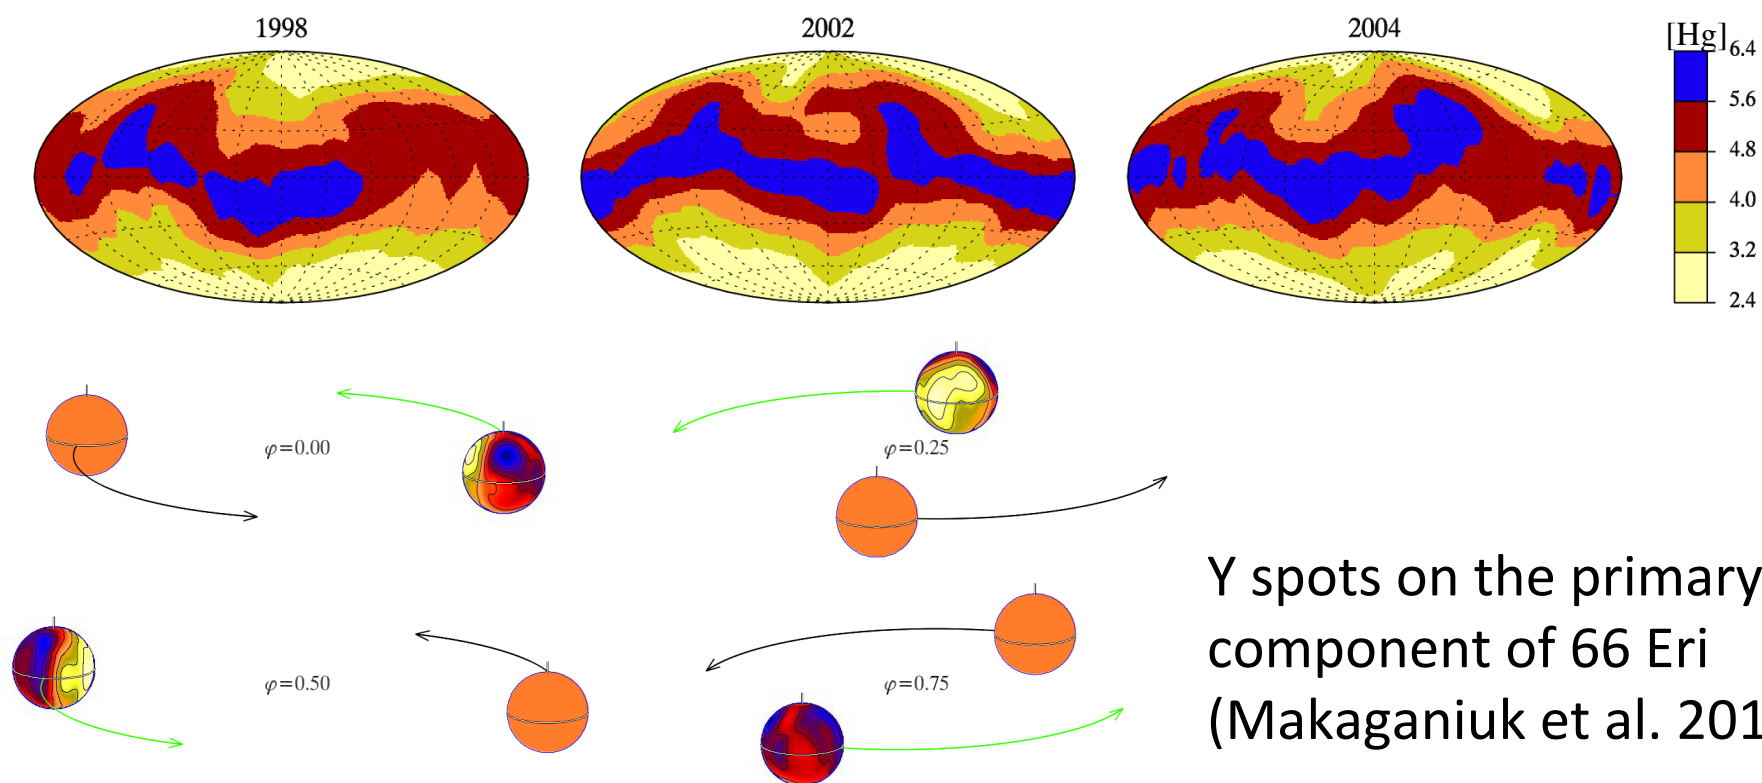 1998
2002
2004
[Hg]
6.4
5.6
4.8
4.0
3.2
2.4
φ=0.00
φ=0.25
φ=0.50
φ=0.75
Y spots on the primary
component of 66 Eri
(Makaganiuk et al. 201